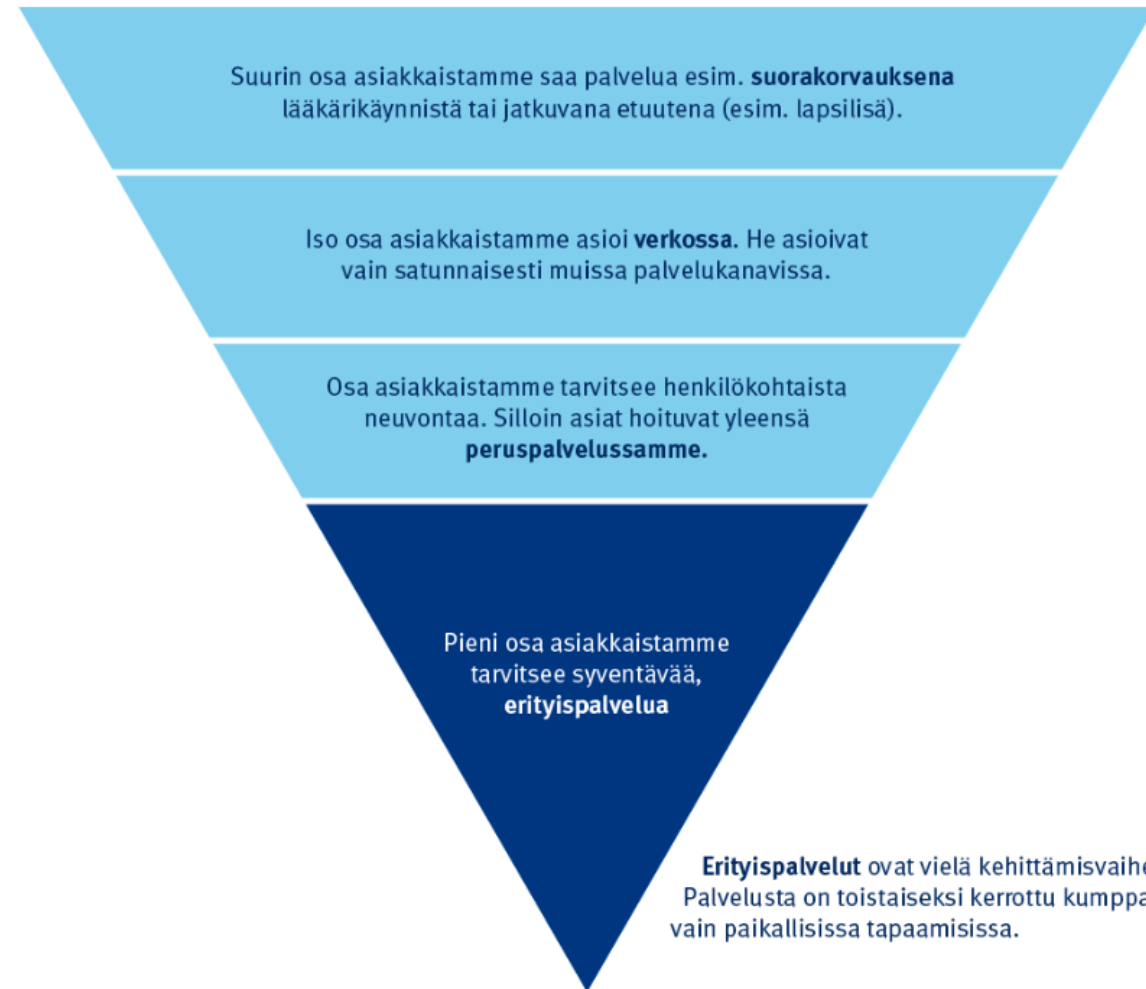 Suurin osa asiakkaistamme saa palvelua esim. suorakorvauksena
lääkärikäynnistä tai jatkuvana etuutena (esim. lapsilisä).
Iso osa asiakkaistamme asioi verkossa. He asioivat
vain satunnaisesti muissa palvelukanavissa.
Osa asiakkaistamme tarvitsee henkilökohtaista
neuvontaa. Silloin asiat hoituvat yleensä
peruspalvelussamme.
Pieni osa asiakkaistamme
tarvitsee syventävää,
erityispalvelua
Erityispalvelut ovat vielä kehittämisvaihe
Palvelusta on toistaiseksi kerrottu kumppa
vain paikallisissa tapaamisissa.